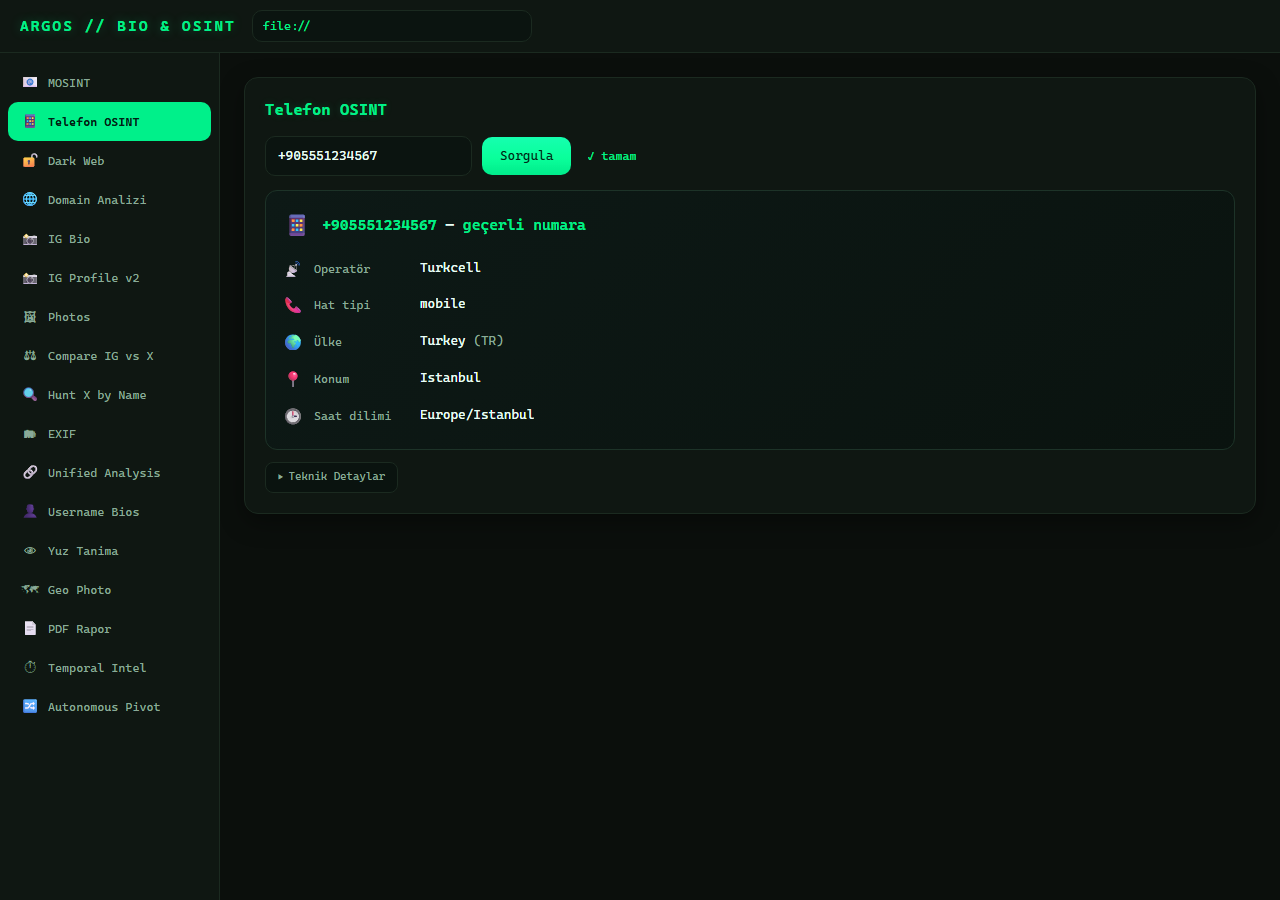 ARGOS // BIO & OSINT
file://
MOSINT
Telefon OSINT
Dark Web
Domain Analizi
IG Bio
IG Profile v2
Photos
Compare IG vs X
Hunt X by Name
EXIF
Unified Analysis
Username Bios
Yuz Tanima
Geo Photo
PDF Rapor
Temporal Intel
Autonomous Pivot
Telefon OSINT
+905551234567
Sorgula
✓ tamam
+905551234567 — geçerli numara
Operatör Turkcell
Hat tipi mobile
Ülke Turkey (TR)
Konum Istanbul
Saat dilimi Europe/Istanbul
▸ Teknik Detaylar